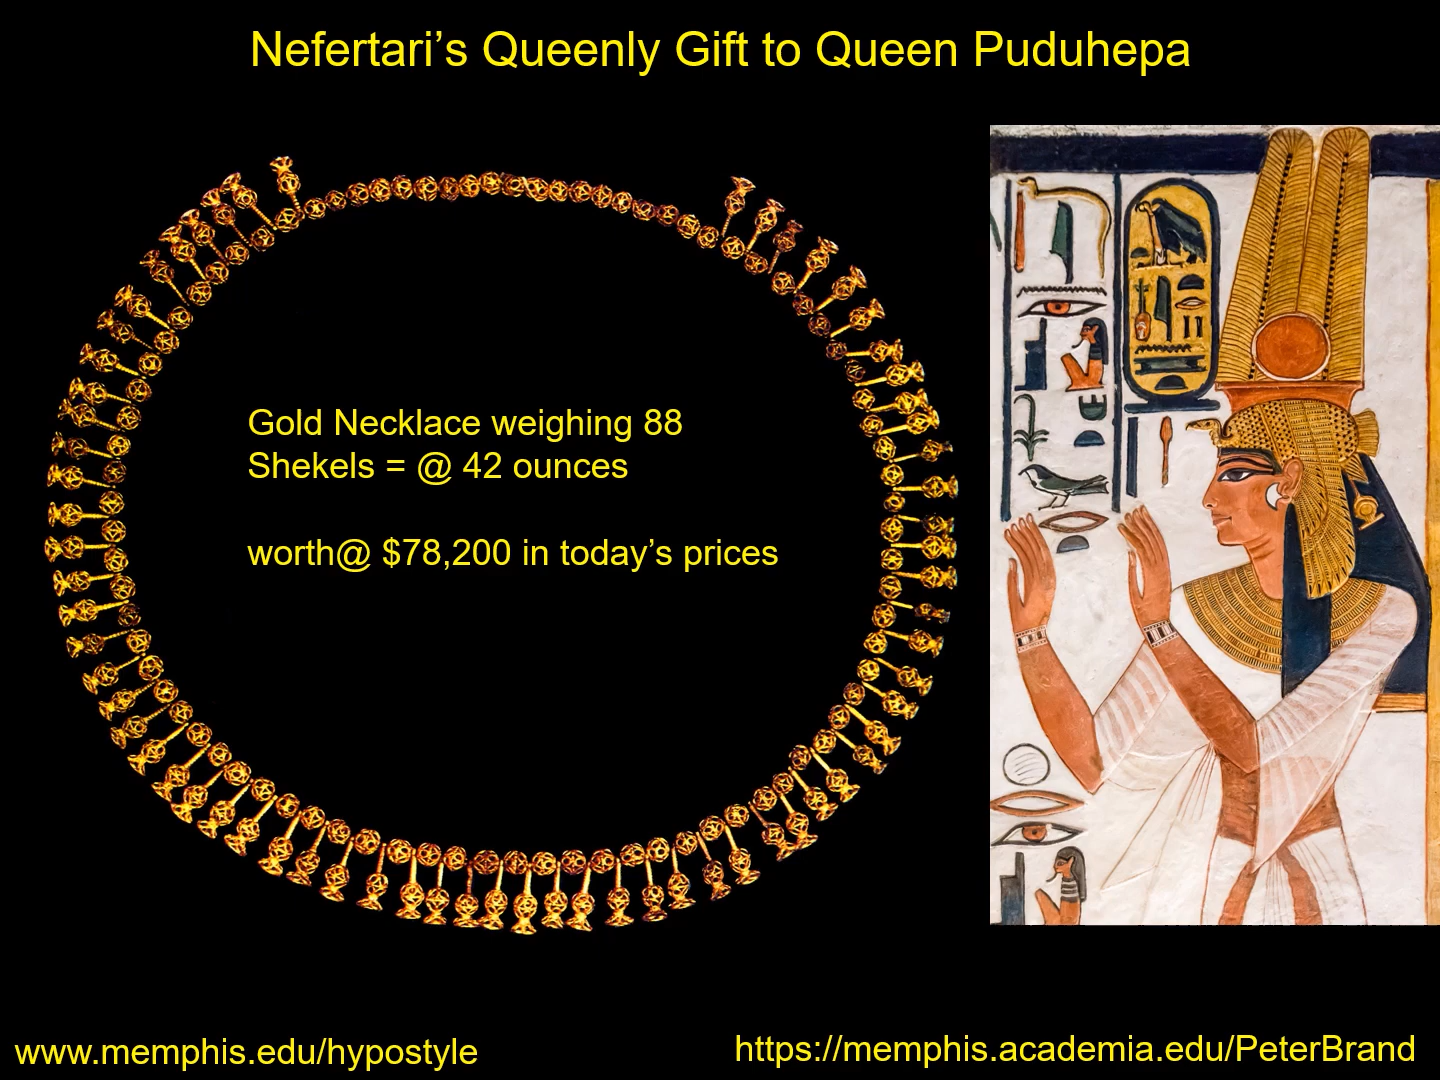 Nefertari’s Queenly Gift to Queen Puduhepa
Gold Necklace weighing 88
Shekels = @ 42 ounces
worth@ $78,200 in today’s prices
www.memphis.edu/hypostyle
https://memphis.academia.edu/PeterBrand